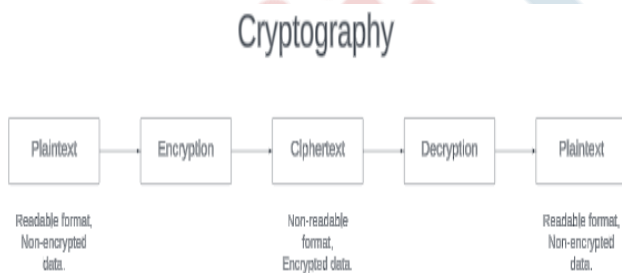 Cryptography
Plaintext
Encryption
Ciphertext
Decryption
Plaintext
Readable format,
Non-encrypted
data.
Non-readable
format,
Encrypted data.
Readable format,
Non-encrypted
data.